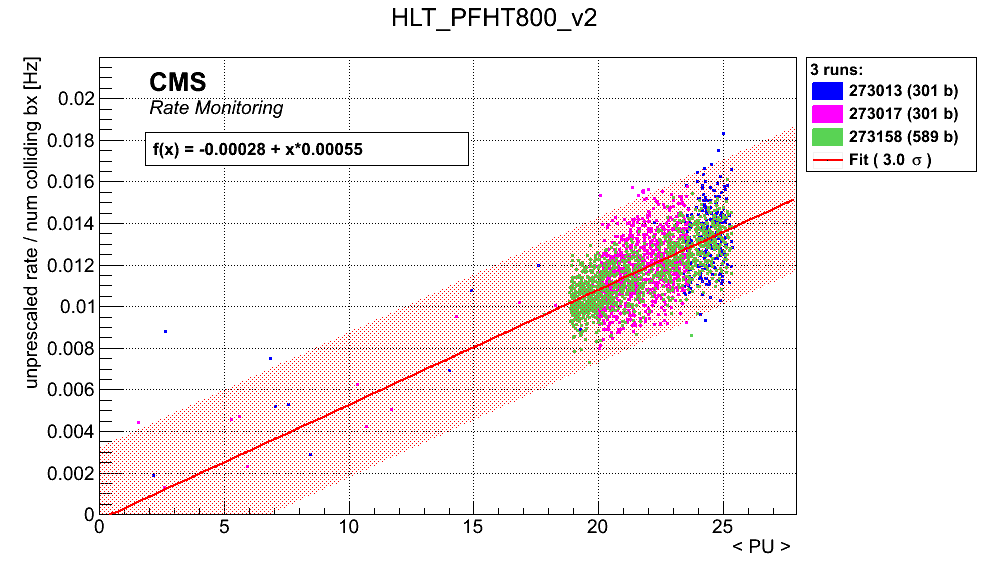 HLT_PFHT800_v2
unprescaled rate / num colliding bx [Hz]
CMS
Rate Monitoring
f(x) = -0.00028 + x*0.00055
3 runs:
273013 (301 b)
273017 (301 b)
273158 (589 b)
Fit ( 3.0 σ )
0.02
0.018
0.016
0.014
0.012
0.01
0.008
0.006
0.004
0.002
0
0 5 10 15 20 25
< PU >